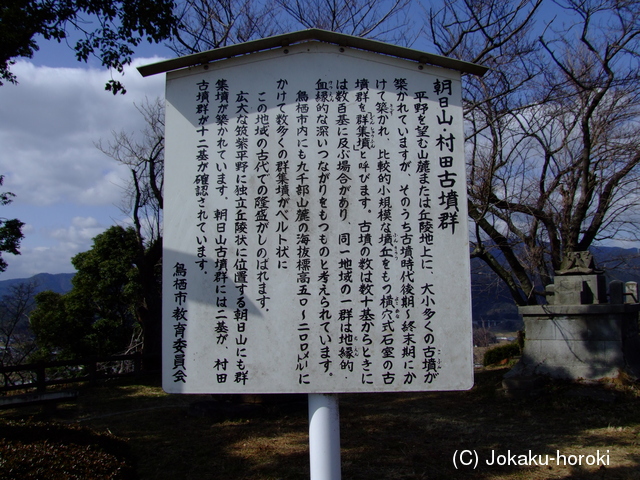 朝日山・村田古墳群
平野を望む山麓または丘陵地上に、大小多くの古墳が
築かれていますが、そのうち古墳時代後期～終末期にか
けて築かれ、比較的小規模な墳丘をもつ横穴式石室の古
墳群を群集墳と呼びます。古墳の数は数十基からときに
は数百基に及ぶ場合があり、同一地域の一群は地縁的・
血縁的な深いつながりをもつものと考えられています。
鳥栖市内にも九千部山麓の海抜標高五〇～二〇〇㍍に
かけて数多くの群集墳がベルト状に
この地域の古代での隆盛がしのばれます。
広大な筑紫平野に独立丘陵状に位置する朝日山にも群
集墳が築かれています。朝日山古墳群には二基が、村田
古墳群が十二基が確認されています。
鳥栖市教育委員会
(C) Jokaku-horoki